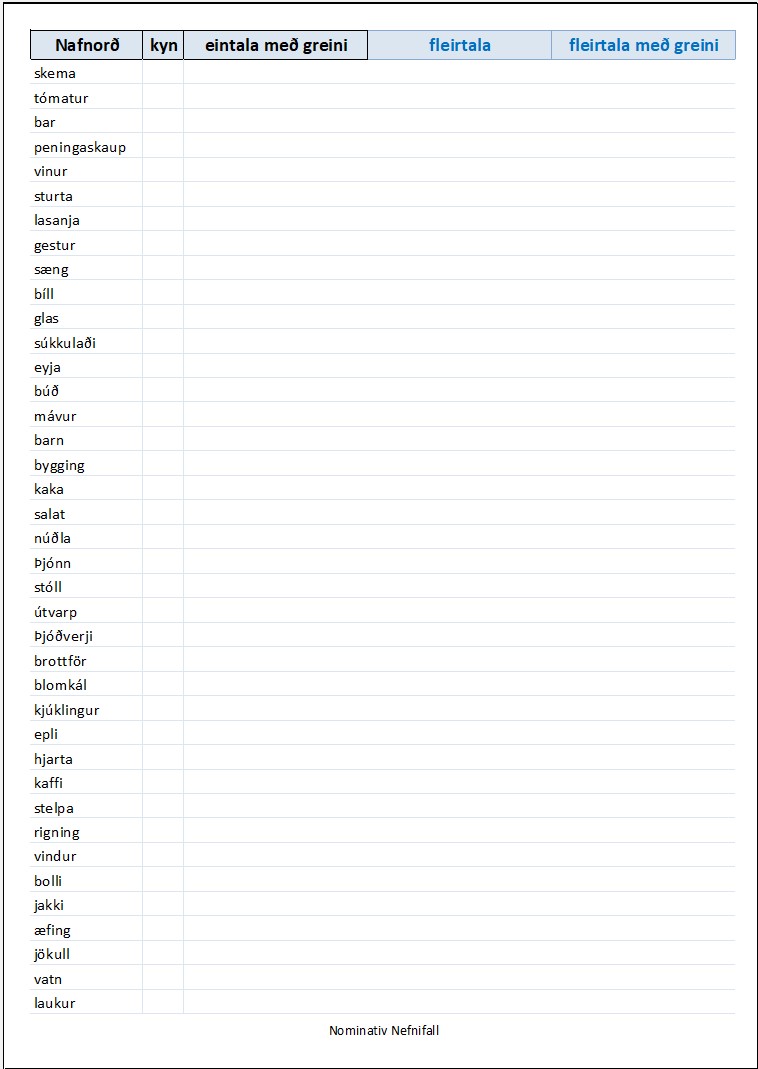 Nafnorð kyn eintala með greini fleirtala fleirtala með greini
skema
tómatur
bar
peningaskaup
vinur
sturta
lasanja
gestur
sæng
bíll
glas
súkkulaði
eyja
búð
mávur
barn
bygging
kaka
salat
núðla
Þjónn
stóll
útvarp
Þjóðverji
brottför
blomkál
kjúklingur
epli
hjarta
kaffi
stelpa
rigning
vindur
bolli
jakki
æfing
jökull
vatn
laukur
Nominativ Nefnifall